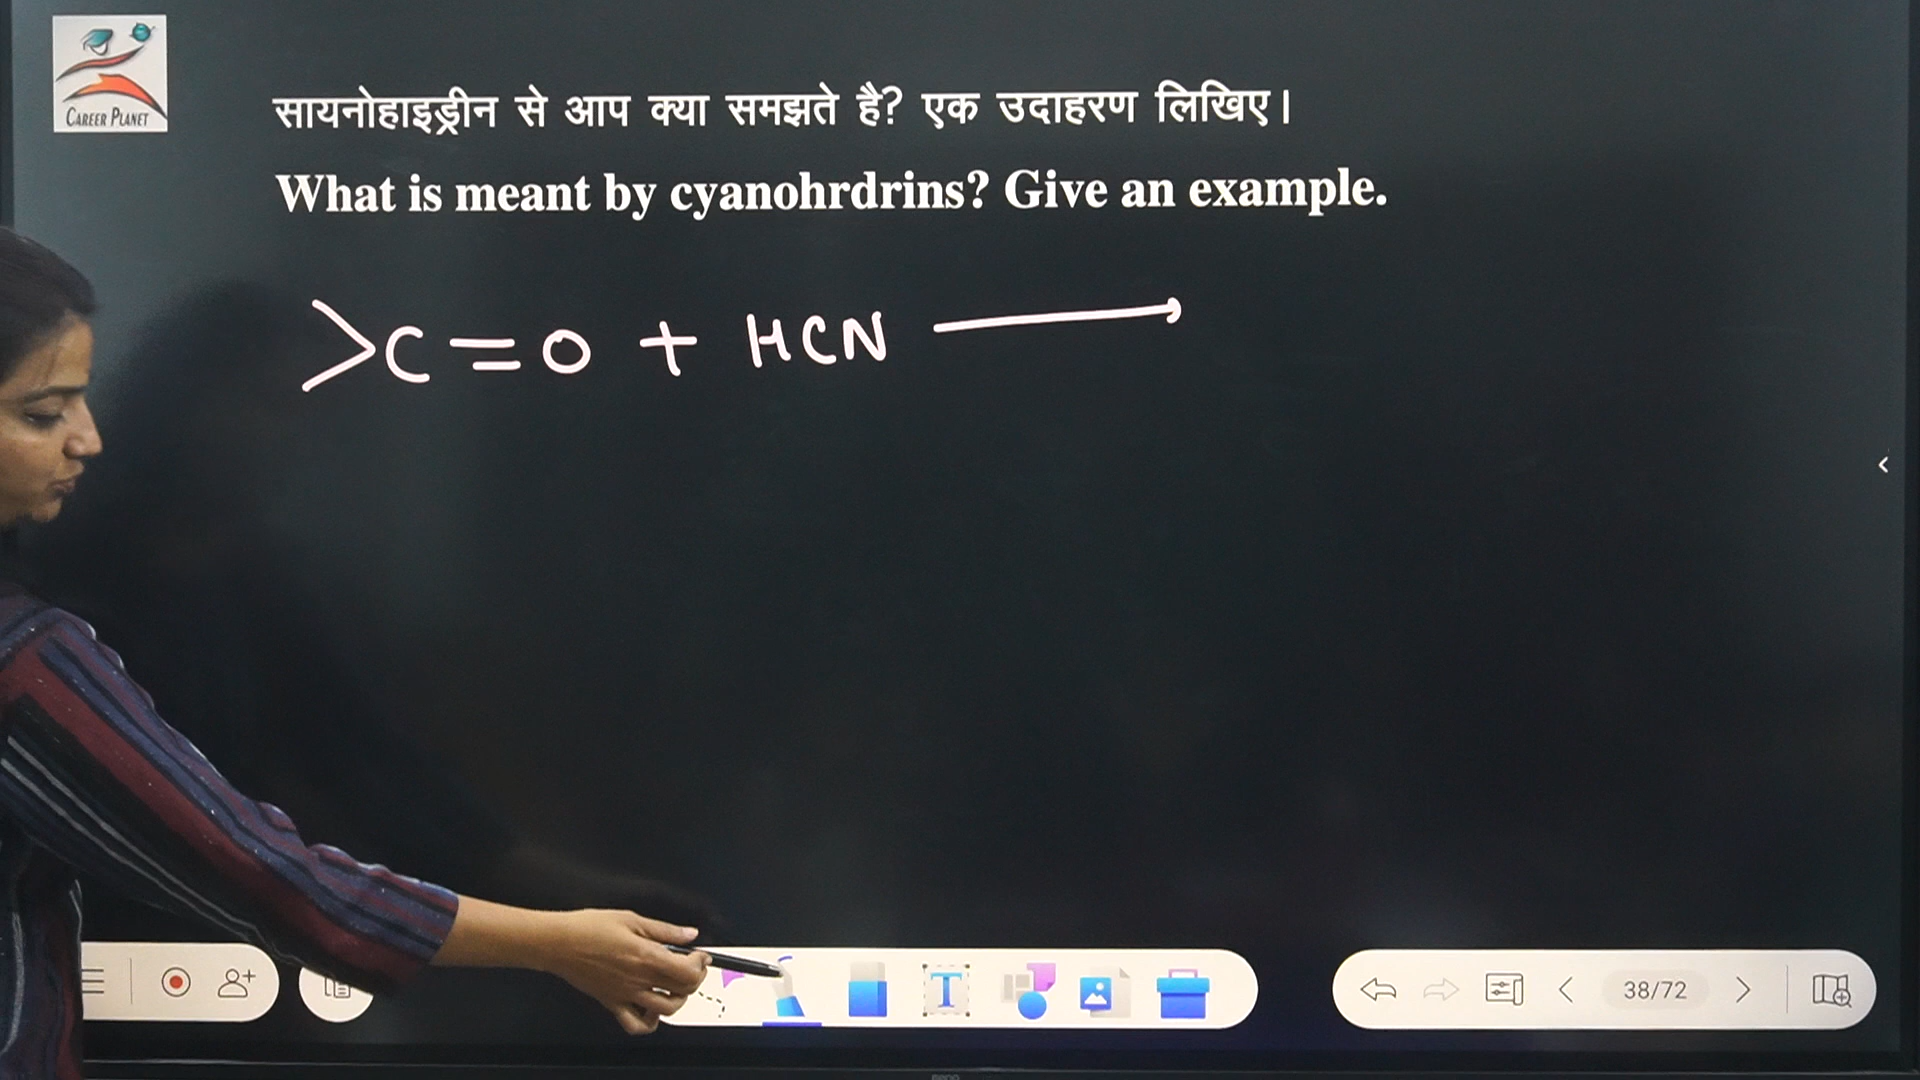 CAREER PLANET
सायनोहाइड्रीन से आप क्या समझते है? एक उदाहरण लिखिए।
What is meant by cyanohrdrins? Give an example.
>C=O + HCN ⟶
T
38/72